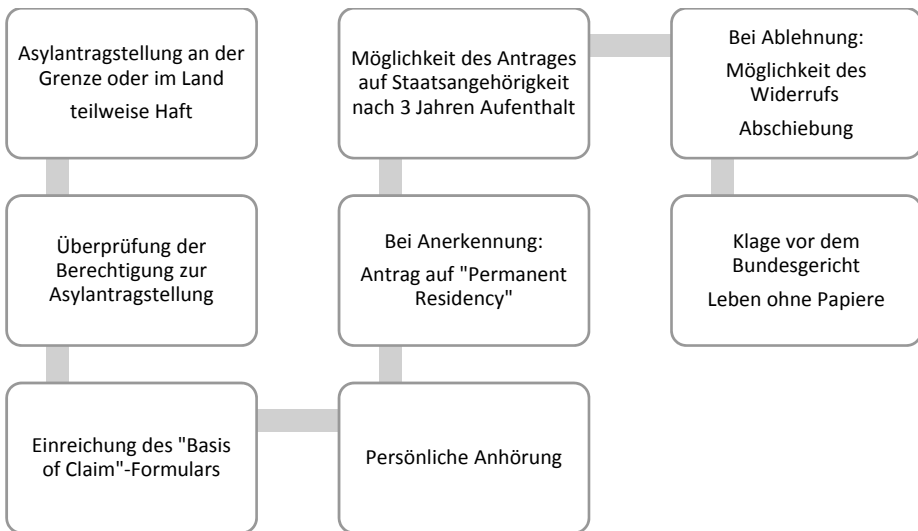 Asylantragstellung an der
Grenze oder im Land
teilweise Haft
Überprüfung der
Berechtigung zur
Asylantragstellung
Einreichung des "Basis
of Claim"-Formulars
Persönliche Anhörung
Bei Anerkennung:
Antrag auf "Permanent
Residency"
Möglichkeit des Antrages
auf Staatsangehörigkeit
nach 3 Jahren Aufenthalt
Bei Ablehnung:
Möglichkeit des
Widerrufs
Abschiebung
Klage vor dem
Bundesgericht
Leben ohne Papiere